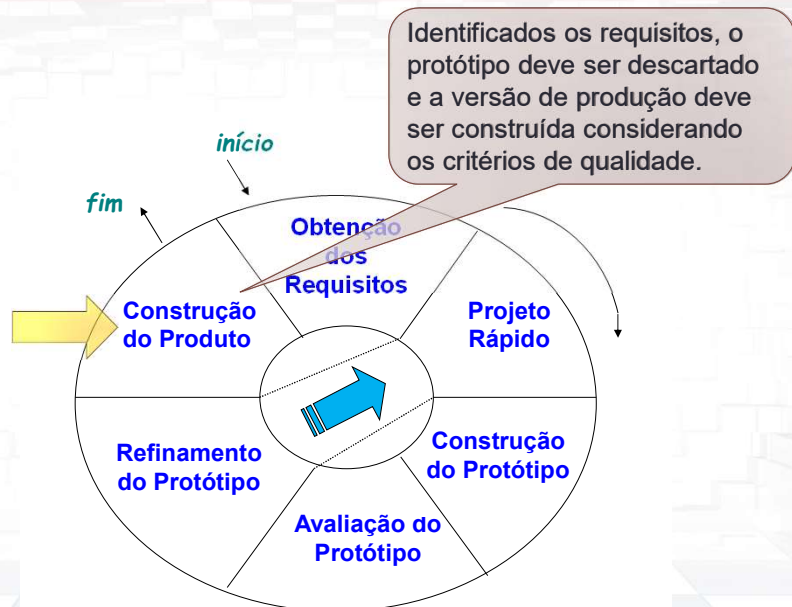 Identificados os requisitos, o
protótipo deve ser descartado
e a versão de produção deve
ser construída considerando
os critérios de qualidade.
início
fim
Obtenção
dos
Requisitos
Projeto
Rápido
Construção
do Protótipo
Avaliação do
Protótipo
Refinamento
do Protótipo
Construção
do Produto